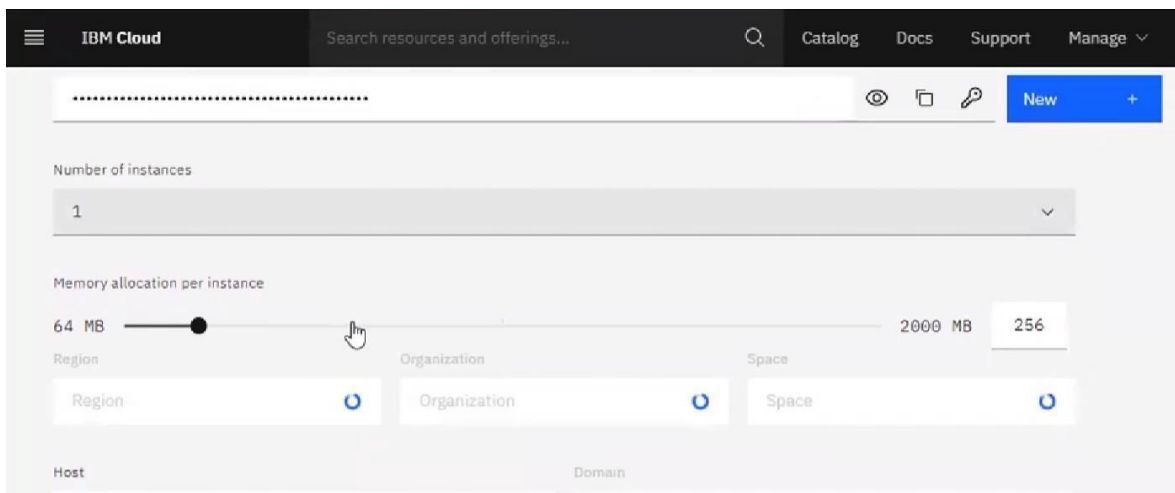 IBM Cloud Search resources and offerings... Catalog Docs Support Manage
•••••••••••••••••••••••••••••••••••••••••••• New +
Number of instances
1
Memory allocation per instance
64 MB 2000 MB 256
Region Organization Space
Region Organization Space
Host Domain